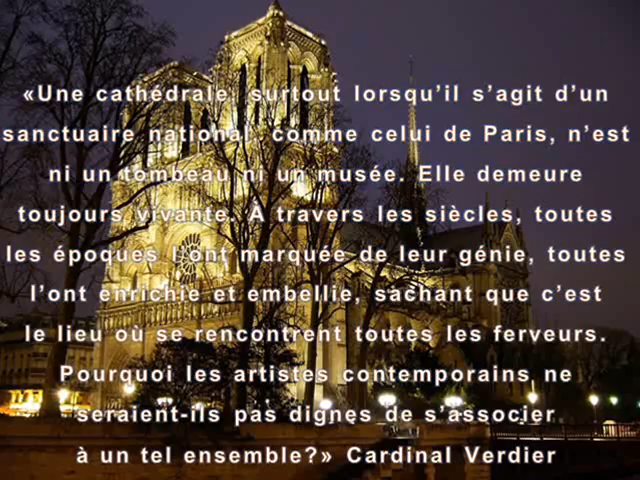 «Une cathédrale, surtout lorsqu’il s’agit d’un
sanctuaire national, comme celui de Paris, n’est
ni un tombeau ni un musée. Elle demeure
toujours vivante. À travers les siècles, toutes
les époques l’ont marquée de leur génie, toutes
l’ont enrichie et embellie, sachant que c’est
le lieu où se rencontrent toutes les ferveurs.
Pourquoi les artistes contemporains ne
seraient-ils pas dignes de s’associer
à un tel ensemble?» Cardinal Verdier